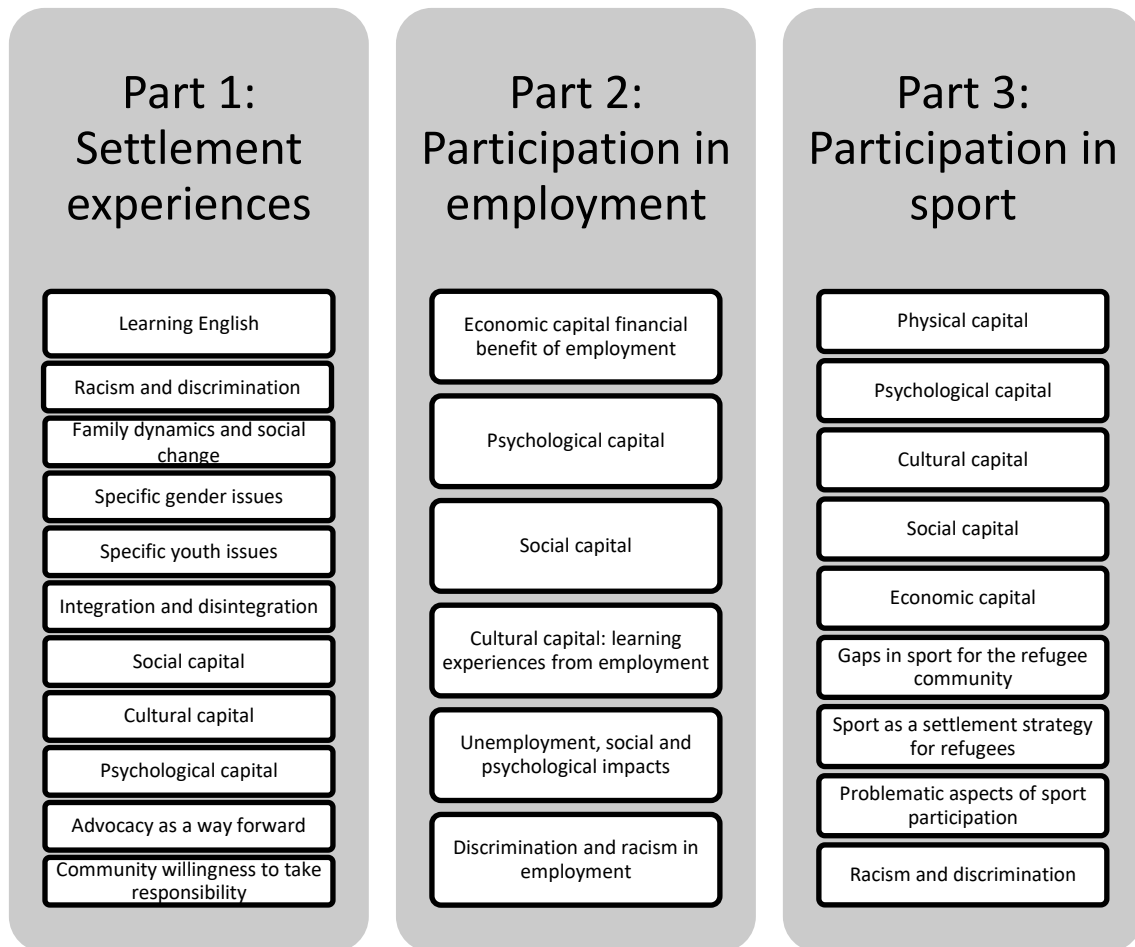 Part 1:
Settlement
experiences
Learning English
Racism and discrimination
Family dynamics and social
change
Specific gender issues
Specific youth issues
Integration and disintegration
Social capital
Cultural capital
Psychological capital
Advocacy as a way forward
Community willingness to take
responsibility
Part 2:
Participation in
employment
Economic capital financial
benefit of employment
Psychological capital
Social capital
Cultural capital: learning
experiences from employment
Unemployment, social and
psychological impacts
Discrimination and racism in
employment
Part 3:
Participation in
sport
Physical capital
Psychological capital
Cultural capital
Social capital
Economic capital
Gaps in sport for the refugee
community
Sport as a settlement strategy
for refugees
Problematic aspects of sport
participation
Racism and discrimination